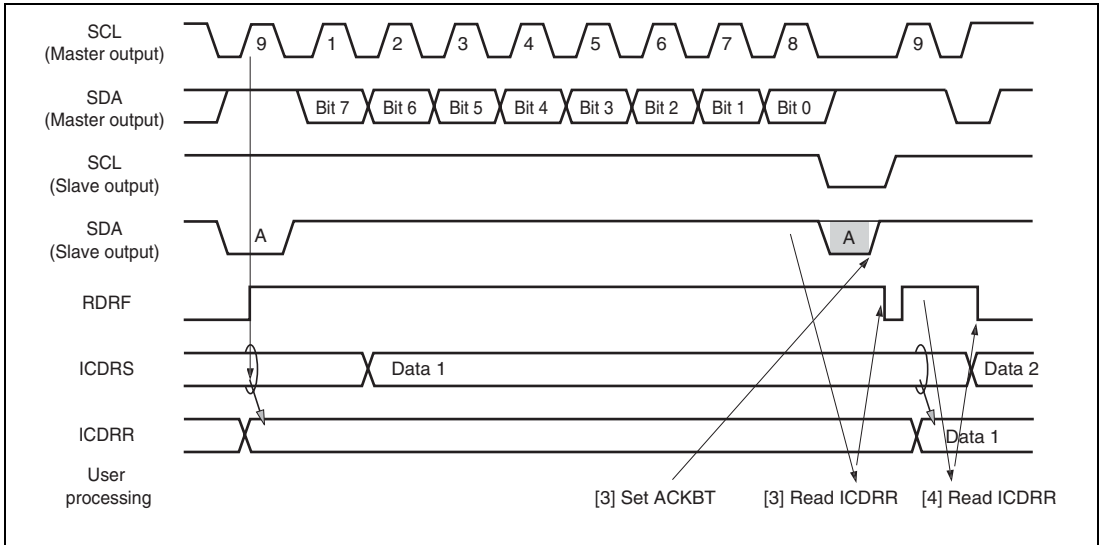 SCL
(Master output)
9 1 2 3 4 5 6 7 8 9
SDA
(Master output)
Bit 7 Bit 6 Bit 5 Bit 4 Bit 3 Bit 2 Bit 1 Bit 0
SCL
(Slave output)
SDA
(Slave output)
A A
RDRF
ICDRS
Data 1 Data 2
ICDRR
Data 1
User
processing
[3] Set ACKBT [3] Read ICDRR [4] Read ICDRR